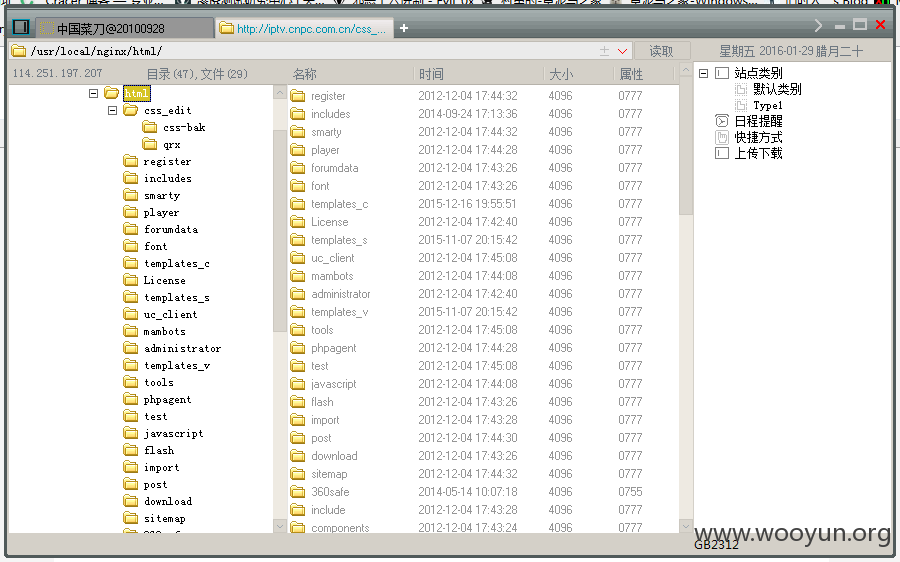 中国菜刀@20100928
http://iptv.cnpc.com.cn/css_...
+
/usr/local/nginx/html/
读取
星期五 2016-01-29 腊月二十
114.251.197.207 目录(47),文件(29)
名称 时间 大小 属性
html
css_edit
css-bak
qrx
register
includes
smarty
player
forumdata
font
templates_c
License
templates_s
uc_client
mambots
administrator
templates_v
tools
phpagent
test
javascript
flash
import
post
download
sitemap
register 2012-12-04 17:44:32 4096 0777
includes 2014-09-24 17:13:36 4096 0777
smarty 2012-12-04 17:44:32 4096 0777
player 2012-12-04 17:44:28 4096 0777
forumdata 2012-12-04 17:43:26 4096 0777
font 2012-12-04 17:43:26 4096 0777
templates_c 2015-12-16 19:55:51 4096 0777
License 2012-12-04 17:42:40 4096 0777
templates_s 2015-11-07 20:15:42 4096 0777
uc_client 2012-12-04 17:45:08 4096 0777
mambots 2012-12-04 17:44:08 4096 0777
administrator 2012-12-04 17:42:40 4096 0777
templates_v 2015-11-07 20:15:42 4096 0777
tools 2012-12-04 17:45:08 4096 0777
phpagent 2012-12-04 17:44:28 4096 0777
test 2012-12-04 17:45:08 4096 0777
javascript 2012-12-04 17:44:08 4096 0777
flash 2012-12-04 17:43:26 4096 0777
import 2012-12-04 17:43:28 4096 0777
post 2012-12-04 17:44:30 4096 0777
download 2012-12-04 17:43:26 4096 0777
sitemap 2012-12-04 17:44:32 4096 0777
360safe 2014-05-14 10:07:18 4096 0755
include 2012-12-04 17:43:28 4096 0777
components 2012-12-04 17:43:24 4096 0777
站点类别
默认类别
Type1
日程提醒
快捷方式
上传下载
www.wooyun.org
GB2312